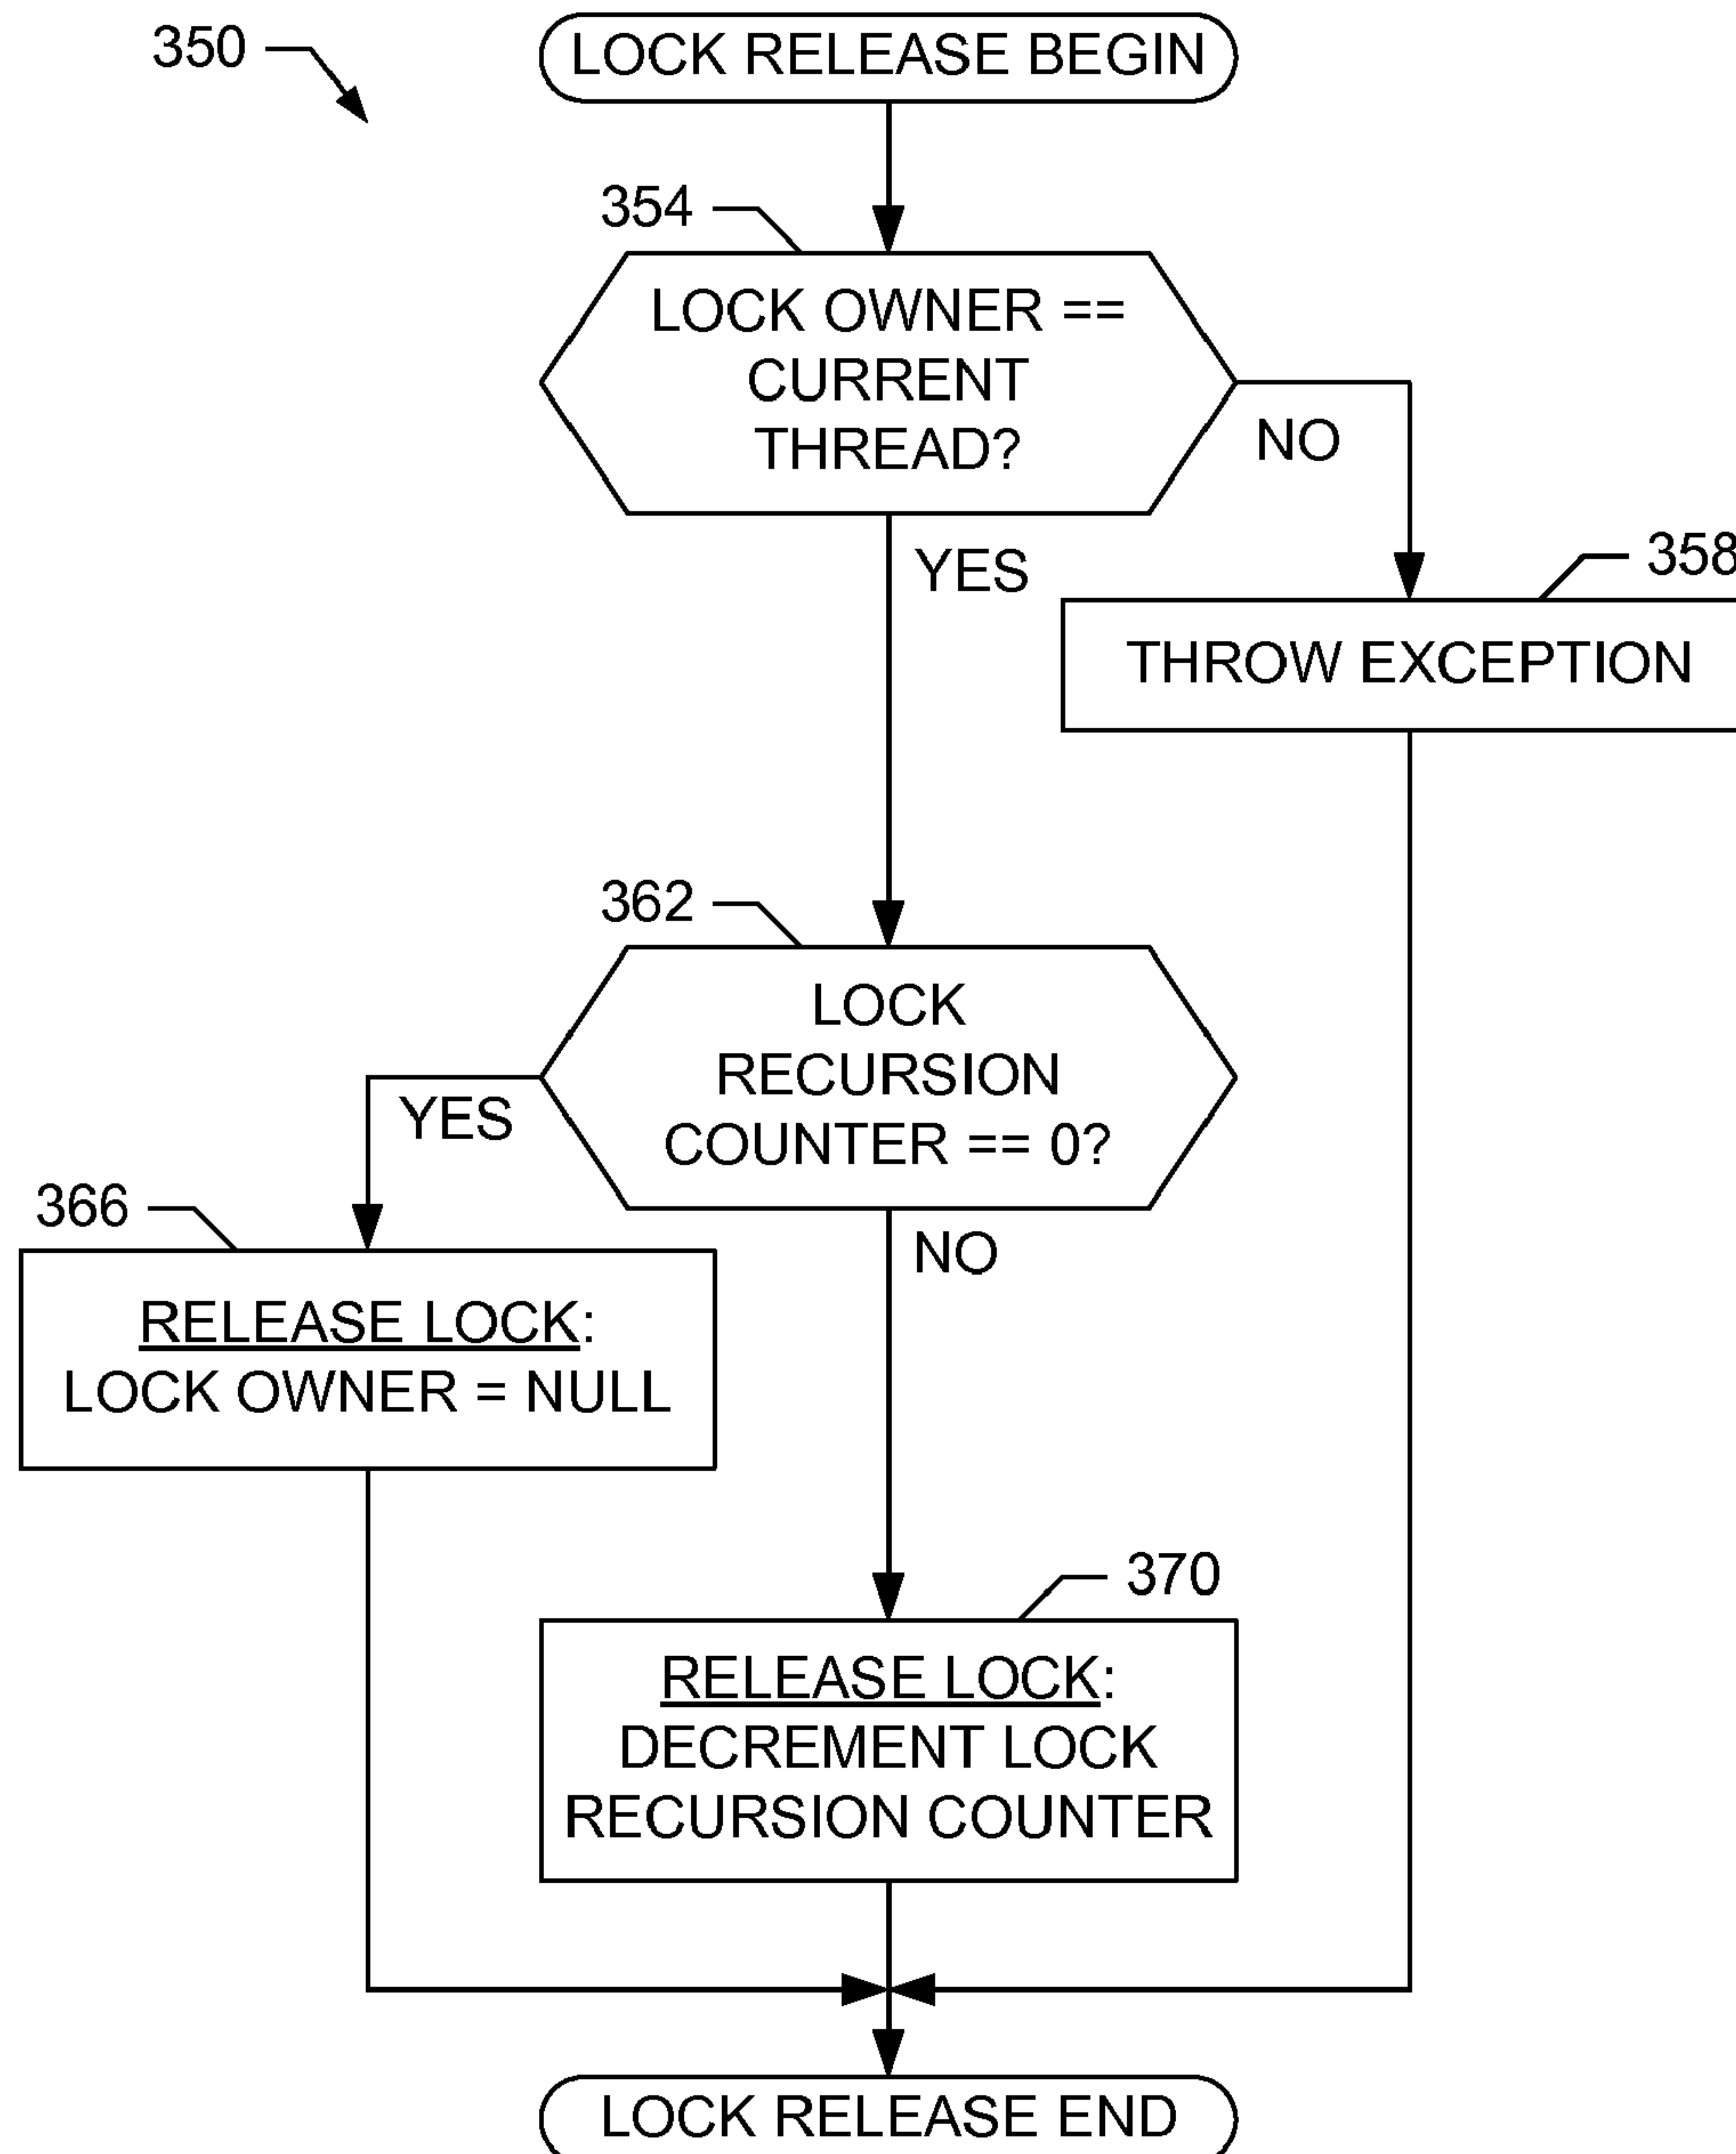 350
LOCK RELEASE BEGIN
354
LOCK OWNER ==
CURRENT
THREAD?
NO
YES
358
THROW EXCEPTION
362
LOCK
RECURSION
COUNTER == 0?
YES
366
NO
RELEASE LOCK:
LOCK OWNER = NULL
370
RELEASE LOCK:
DECREMENT LOCK
RECURSION COUNTER
LOCK RELEASE END